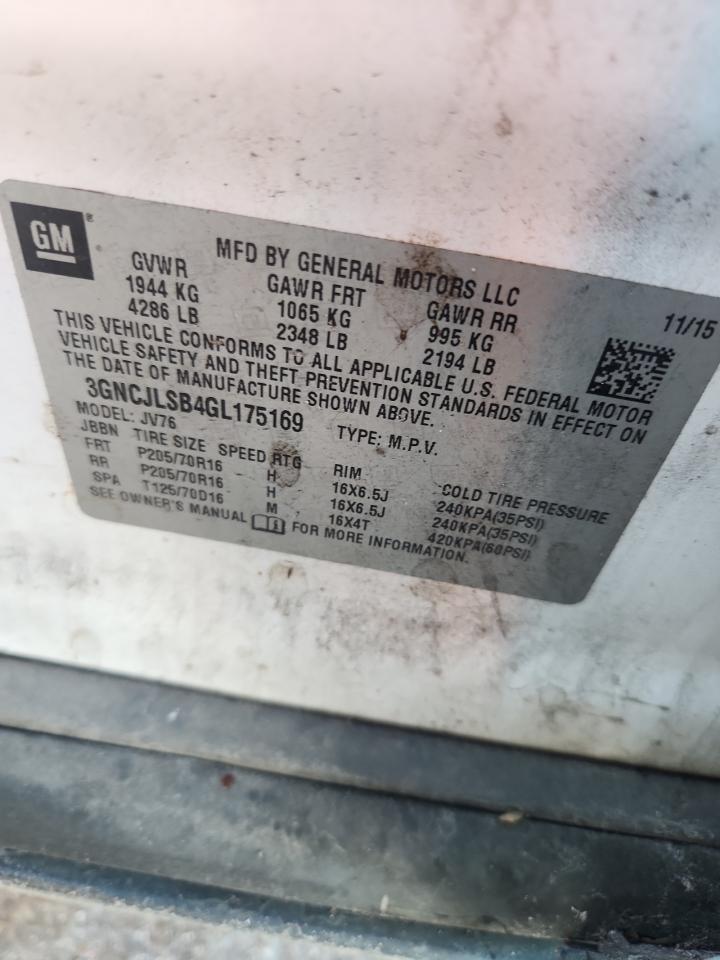 GM ®
MFD BY GENERAL MOTORS LLC 11/15
GVWR GAWR FRT GAWR RR
1944 KG 1065 KG 995 KG
4286 LB 2348 LB 2194 LB
THIS VEHICLE CONFORMS TO ALL APPLICABLE U.S. FEDERAL MOTOR
VEHICLE SAFETY AND THEFT PREVENTION STANDARDS IN EFFECT ON
THE DATE OF MANUFACTURE SHOWN ABOVE.
3GNCJLSB4GL175169 TYPE: M.P.V.
MODEL: JV76
JBBN TIRE SIZE SPEED RTG RIM COLD TIRE PRESSURE
FRT P205/70R16 H 16X6.5J 240KPA(35PSI)
RR P205/70R16 H 16X6.5J 240KPA(35PSI)
SPA T125/70D16 M 16X4T 420KPA(60PSI)
SEE OWNER'S MANUAL i FOR MORE INFORMATION.